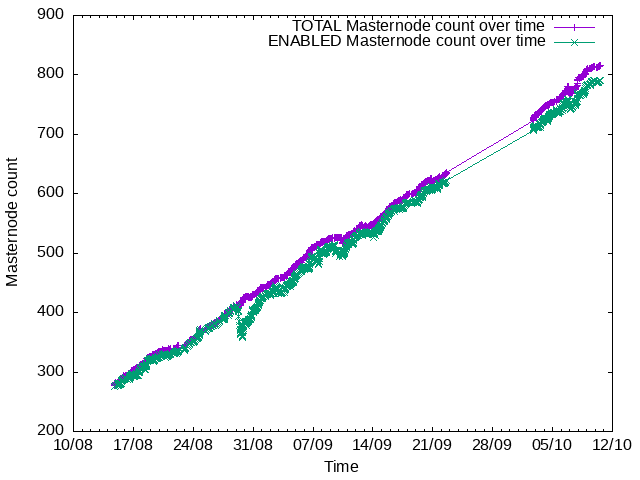 900
TOTAL Masternode count over time
ENABLED Masternode count over time
800
700
600
500
400
300
200
Masternode count
10/08 17/08 24/08 31/08 07/09 14/09 21/09 28/09 05/10 12/10
Time